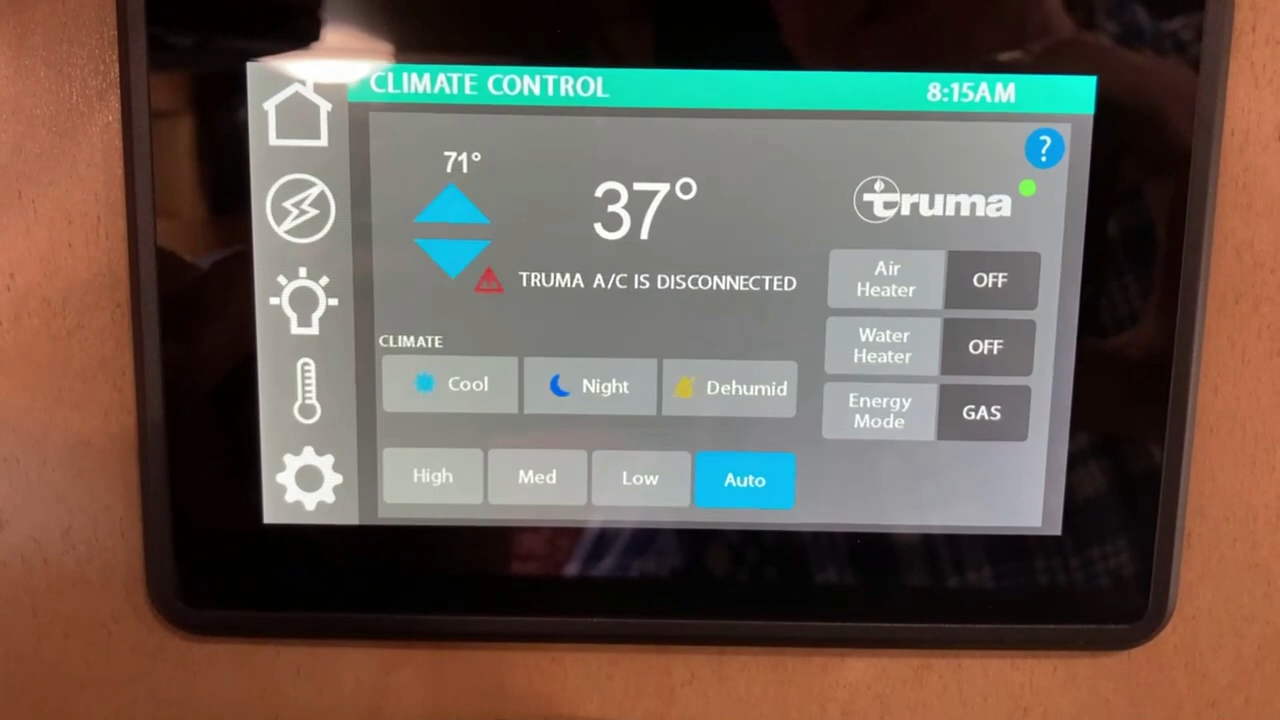 CLIMATE CONTROL
8:15AM
?
71°
37°
truma
TRUMA A/C IS DISCONNECTED
Air
Heater
OFF
Water
Heater
OFF
Energy
Mode
GAS
CLIMATE
Cool
Night
Dehumid
High
Med
Low
Auto